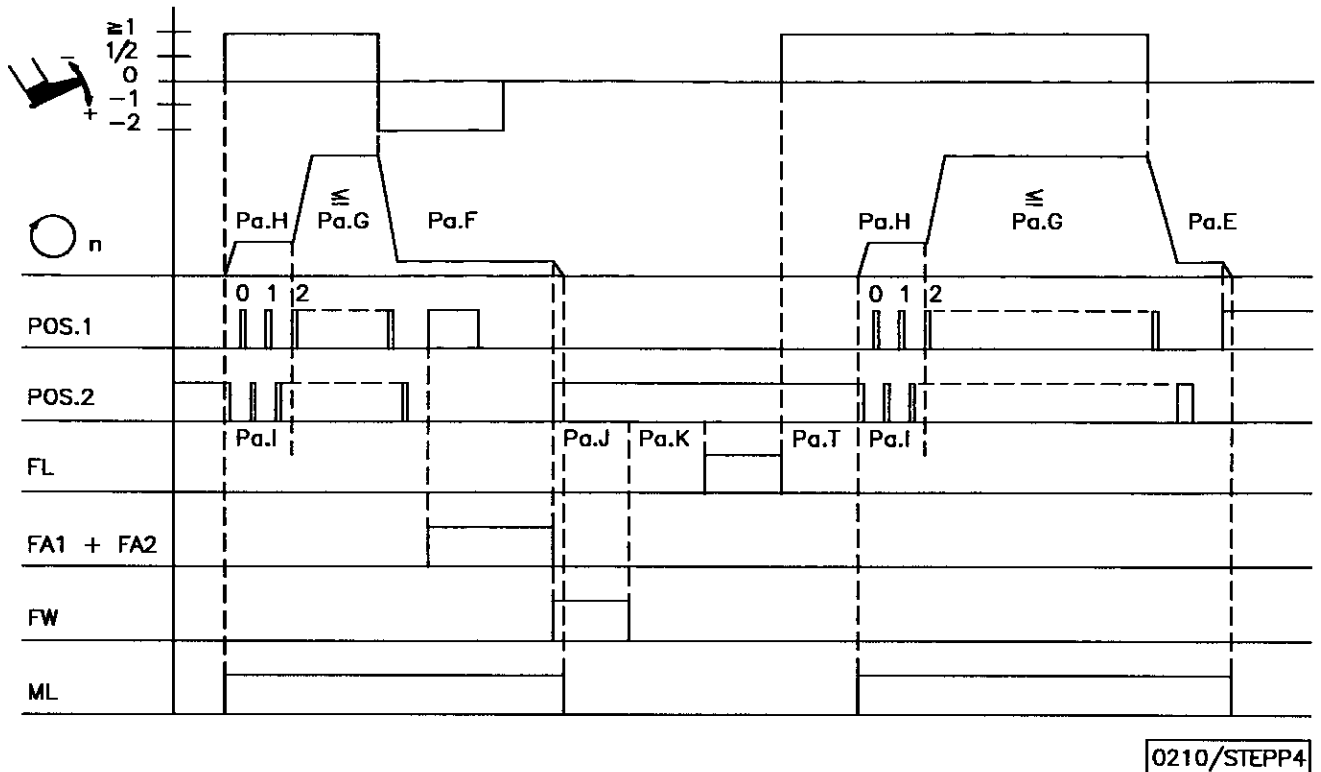 ≧1
1/2
0
−
−1
+
−2
≦
Pa.H Pa.G Pa.F Pa.H ≦ Pa.G Pa.E
n
0 1 2 0 1 2
POS.1
POS.2
Pa.I Pa.J Pa.K Pa.T Pa.I
FL
FA1 + FA2
FW
ML
0210/STEPP4